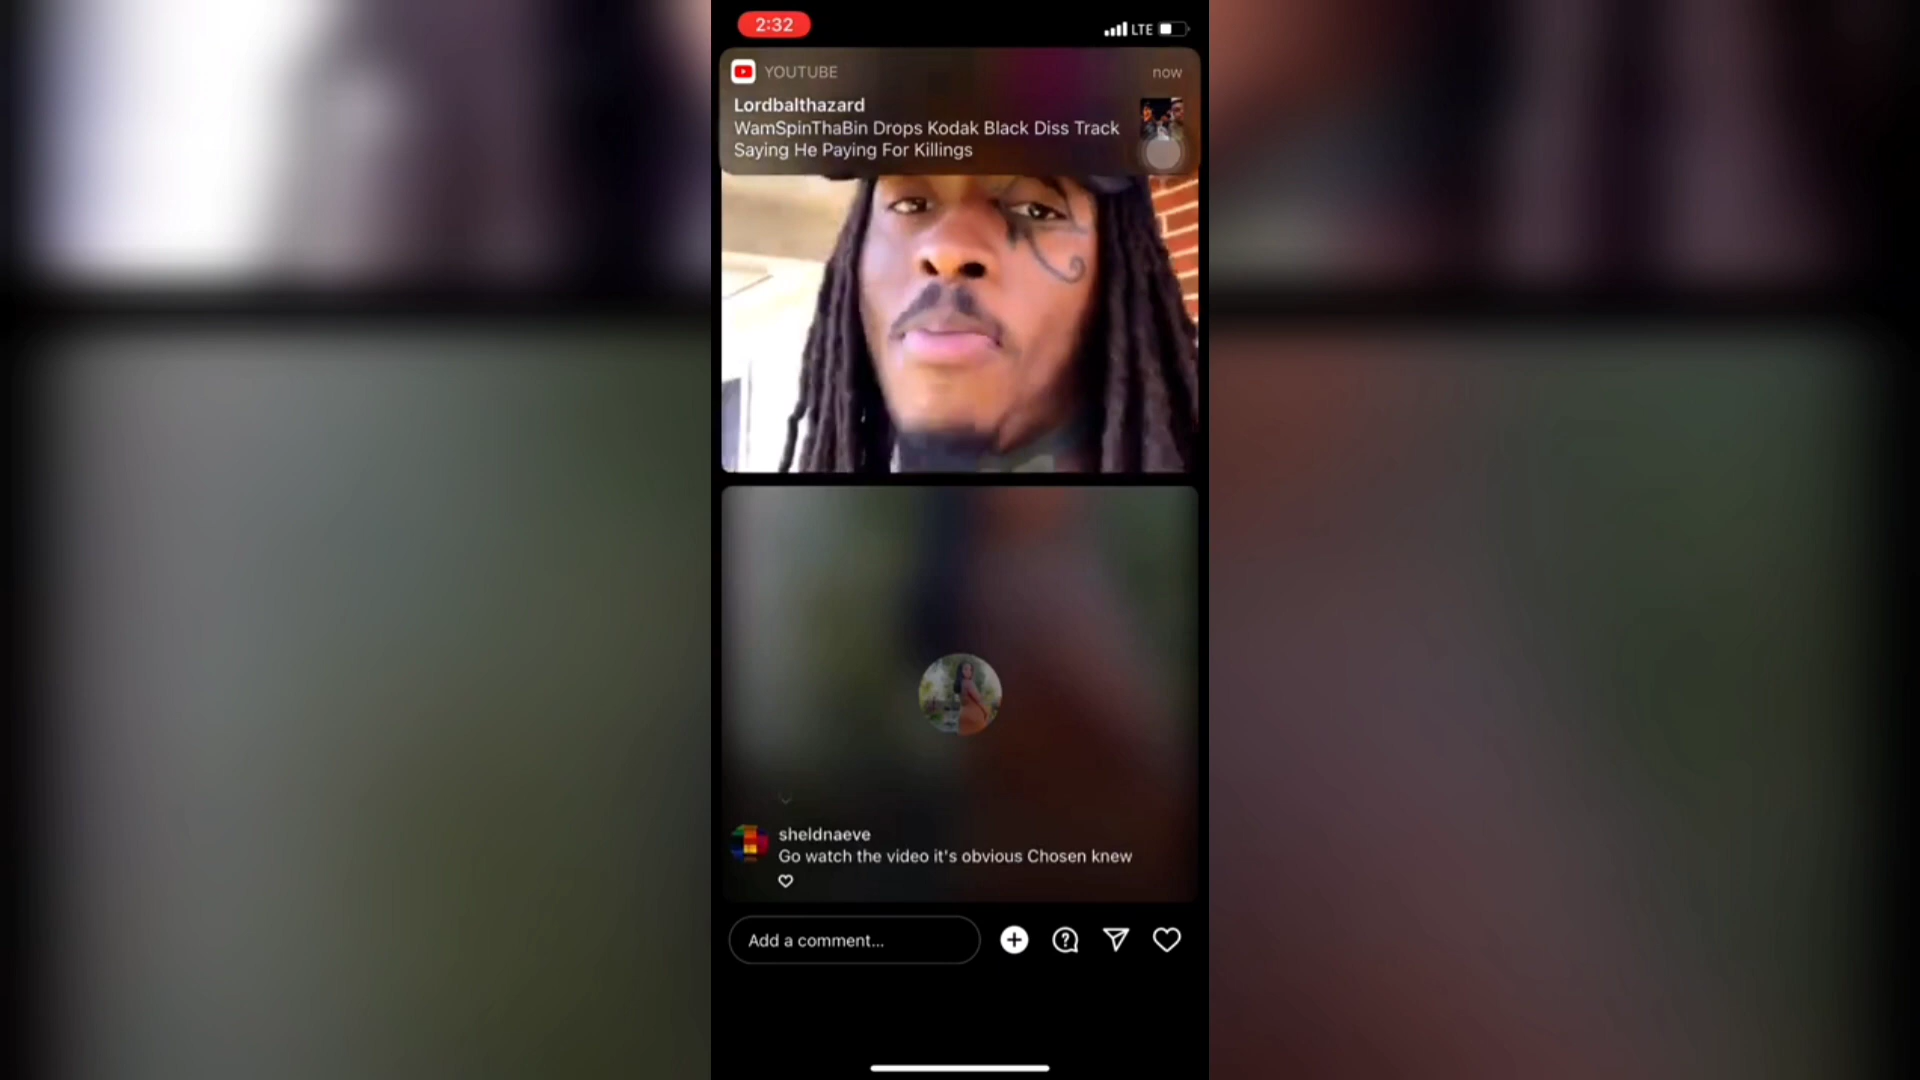 2:32
LTE
YOUTUBE
now
Lordbalthazard
WamSpinThaBin Drops Kodak Black Diss Track
Saying He Paying For Killings
sheldnaeve
Go watch the video it's obvious Chosen knew
Add a comment...